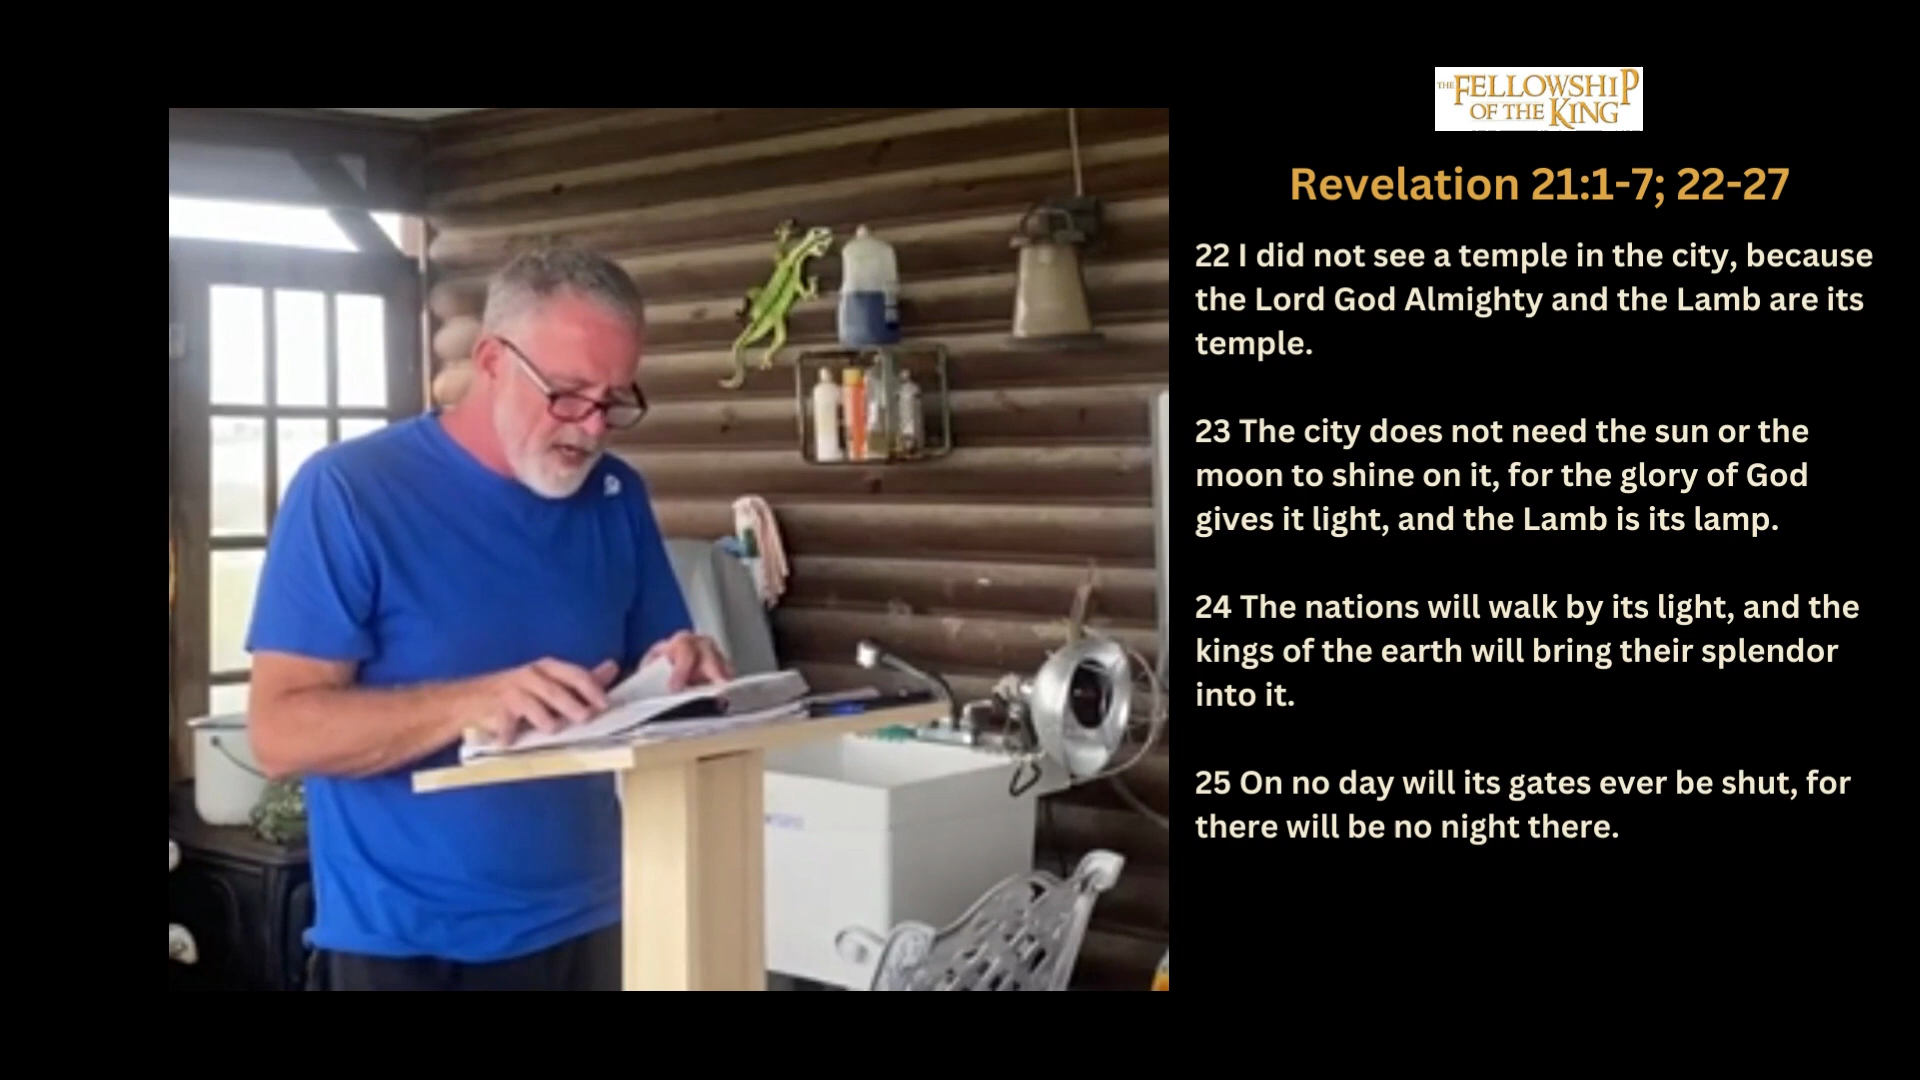 THE FELLOWSHIP
OF THE KING
Revelation 21:1-7; 22-27
22 I did not see a temple in the city, because
the Lord God Almighty and the Lamb are its
temple.
23 The city does not need the sun or the
moon to shine on it, for the glory of God
gives it light, and the Lamb is its lamp.
24 The nations will walk by its light, and the
kings of the earth will bring their splendor
into it.
25 On no day will its gates ever be shut, for
there will be no night there.